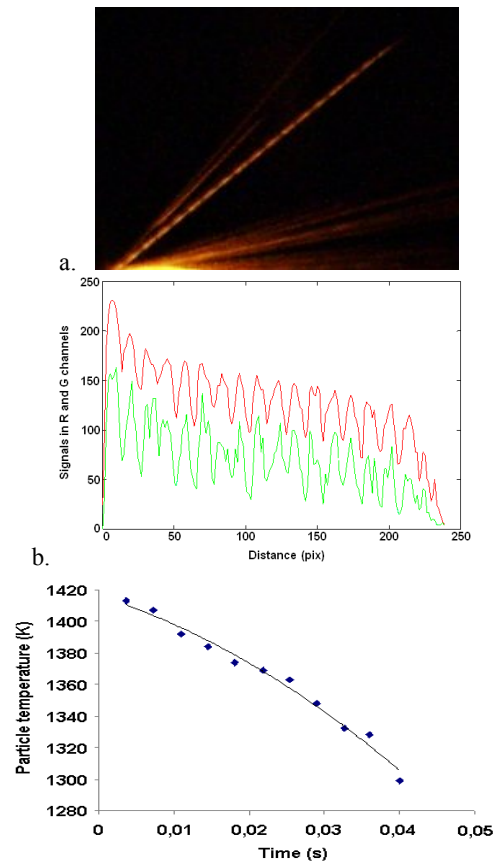 a.
250
200
150
100
50
0
Signals in R and G channels
0 50 100 150 200 250
Distance (pix)
b.
1420
1400
1380
1360
1340
1320
1300
1280
Particle temperature (K)
0 0,01 0,02 0,03 0,04 0,05
Time (s)